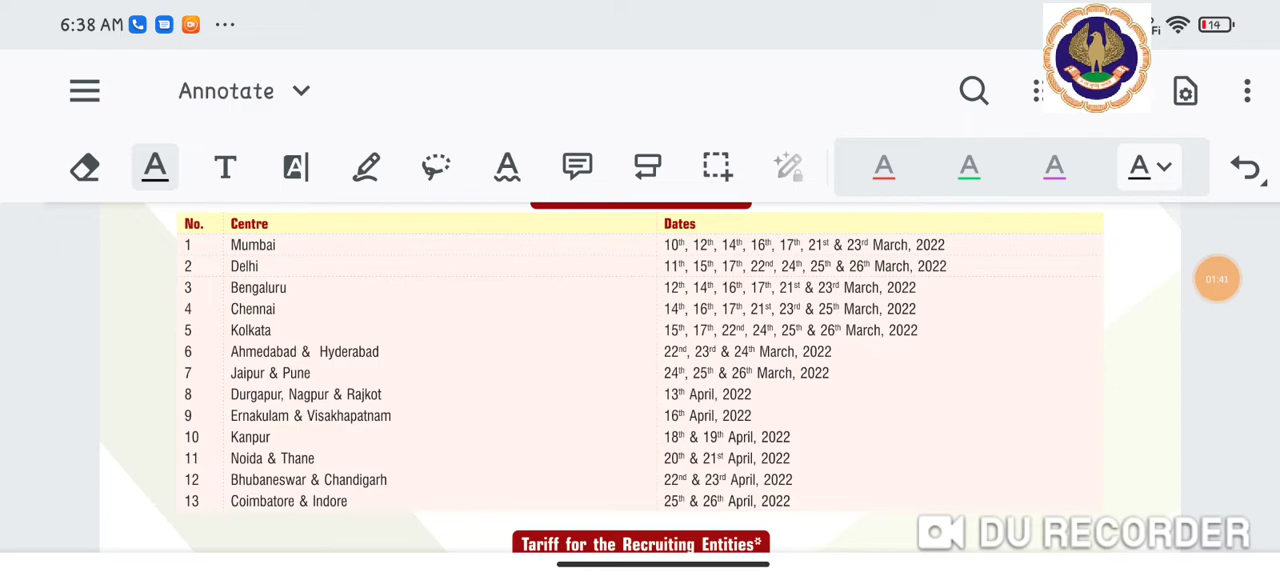 6:38 AM
14
Annotate
No. Centre Dates
1 Mumbai 10th, 12th, 14th, 16th, 17th, 21st & 23rd March, 2022
2 Delhi 11th, 15th, 17th, 22nd, 24th, 25th & 26th March, 2022
3 Bengaluru 12th, 14th, 16th, 17th, 21st & 23rd March, 2022
4 Chennai 14th, 16th, 17th, 21st, 23rd & 25th March, 2022
5 Kolkata 15th, 17th, 22nd, 24th, 25th & 26th March, 2022
6 Ahmedabad & Hyderabad 22nd, 23rd & 24th March, 2022
7 Jaipur & Pune 24th, 25th & 26th March, 2022
8 Durgapur, Nagpur & Rajkot 13th April, 2022
9 Ernakulam & Visakhapatnam 16th April, 2022
10 Kanpur 18th & 19th April, 2022
11 Noida & Thane 20th & 21st April, 2022
12 Bhubaneswar & Chandigarh 22nd & 23rd April, 2022
13 Coimbatore & Indore 25th & 26th April, 2022
01:41
Tariff for the Recruiting Entities*
DU RECORDER